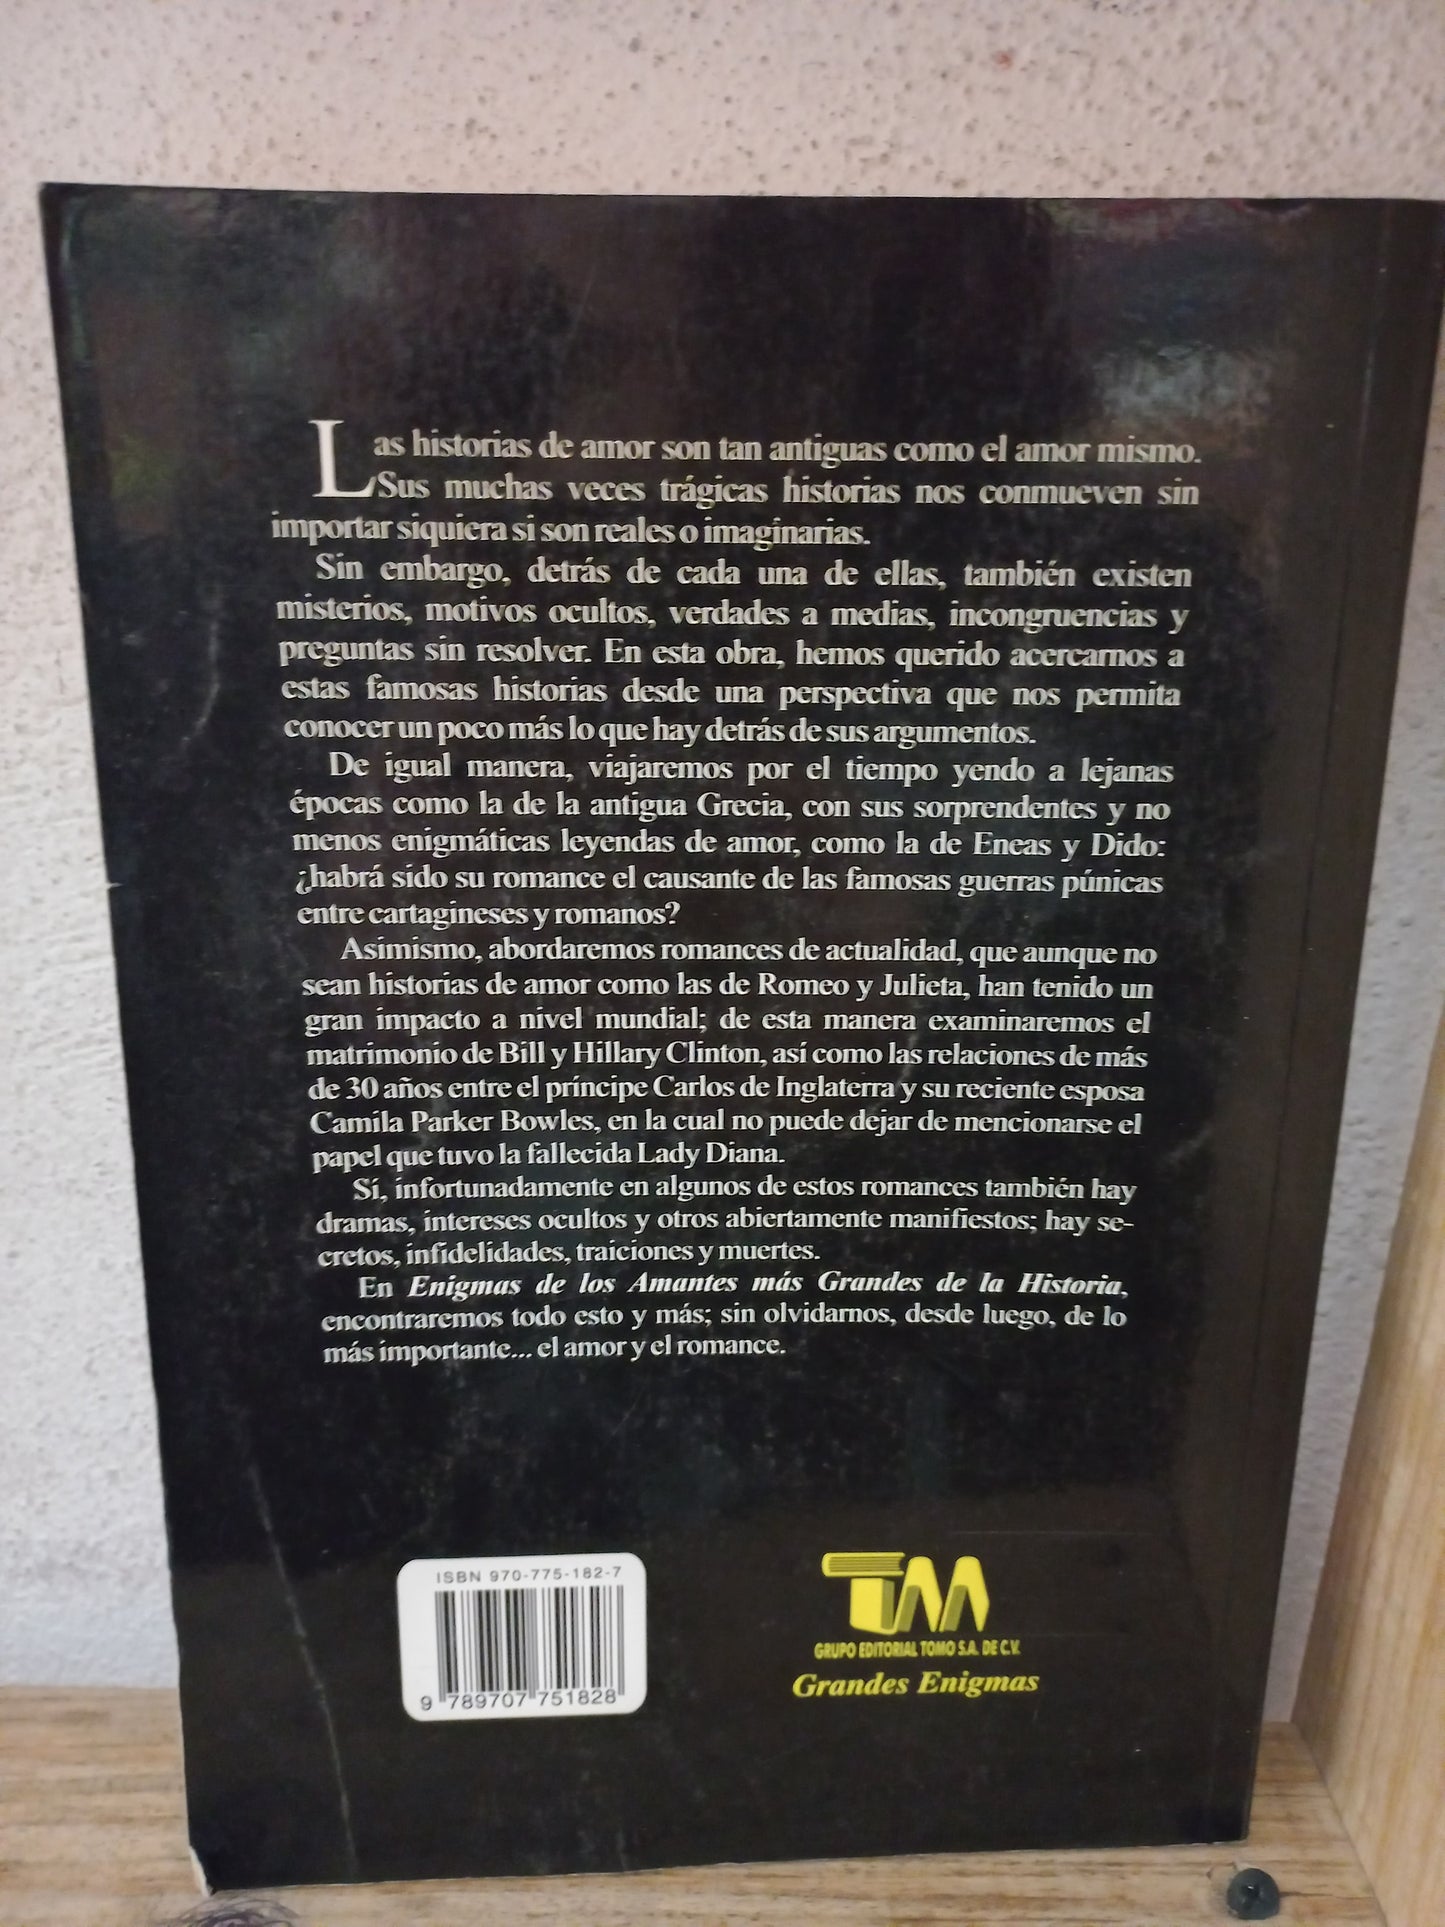 Las historias de amor son tan antiguas como el amor mismo.
Sus muchas veces trágicas historias nos conmueven sin
importar siquiera si son reales o imaginarias.
Sin embargo, detrás de cada una de ellas, también existen
misterios, motivos ocultos, verdades a medias, incongruencias y
preguntas sin resolver. En esta obra, hemos querido acercarnos a
estas famosas historias desde una perspectiva que nos permita
conocer un poco más lo que hay detrás de sus argumentos.
De igual manera, viajaremos por el tiempo yendo a lejanas
épocas como la de la antigua Grecia, con sus sorprendentes y no
menos enigmáticas leyendas de amor, como la de Eneas y Dido:
¿habrá sido su romance el causante de las famosas guerras púnicas
entre cartagineses y romanos?
Asimismo, abordaremos romances de actualidad, que aunque no
sean historias de amor como las de Romeo y Julieta, han tenido un
gran impacto a nivel mundial; de esta manera examinaremos el
matrimonio de Bill y Hillary Clinton, así como las relaciones de más
de 30 años entre el príncipe Carlos de Inglaterra y su reciente esposa
Camila Parker Bowles, en la cual no puede dejar de mencionarse el
papel que tuvo la fallecida Lady Diana.
Sí, infortunadamente en algunos de estos romances también hay
dramas, intereses ocultos y otros abiertamente manifiestos; hay se-
cretos, infidelidades, traiciones y muertes.
En Enigmas de los Amantes más Grandes de la Historia,
encontraremos todo esto y más; sin olvidarnos, desde luego, de lo
más importante... el amor y el romance.
ISBN 970-775-182-7
9 789707 751828
TM
GRUPO EDITORIAL TOMO S.A. DE C.V.
Grandes Enigmas